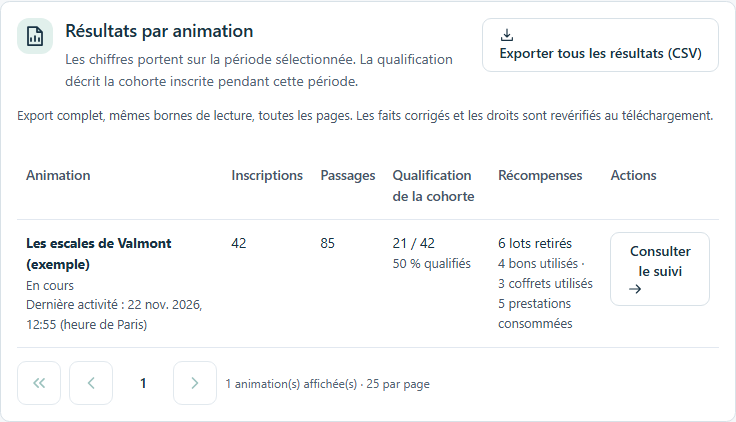 Résultats par animation
Les chiffres portent sur la période sélectionnée. La qualification
décrit la cohorte inscrite pendant cette période.
Exporter tous les résultats (CSV)
Export complet, mêmes bornes de lecture, toutes les pages. Les faits corrigés et les droits sont revérifiés au téléchargement.
Animation
Inscriptions
Passages
Qualification
de la cohorte
Récompenses
Actions
Les escales de Valmont
(exemple)
En cours
Dernière activité : 22 nov. 2026,
12:55 (heure de Paris)
42
85
21 / 42
50 % qualifiés
6 lots retirés
4 bons utilisés ·
3 coffrets utilisés
5 prestations
consommées
Consulter
le suivi
→
1
1 animation(s) affichée(s) · 25 par page